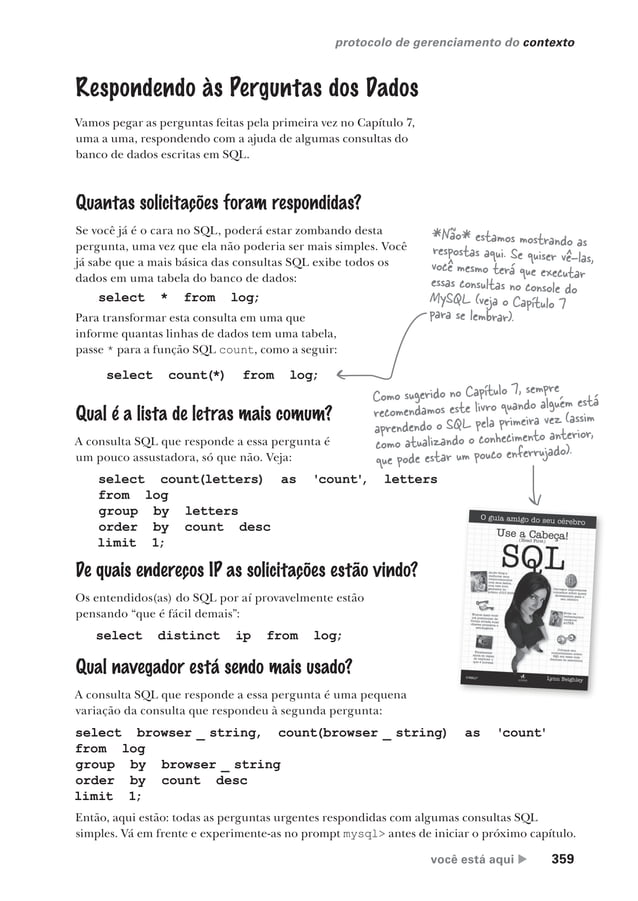 protocolo de gerenciamento do contexto
Respondendo às Perguntas dos Dados
Vamos pegar as perguntas feitas pela primeira vez no Capítulo 7,
uma a uma, respondendo com a ajuda de algumas consultas do
banco de dados escritas em SQL.
Quantas solicitações foram respondidas?
Se você já é o cara no SQL, poderá estar zombando desta
pergunta, uma vez que ela não poderia ser mais simples. Você
já sabe que a mais básica das consultas SQL exibe todos os
dados em uma tabela do banco de dados:
select * from log;
Para transformar esta consulta em uma que
informe quantas linhas de dados tem uma tabela,
passe * para a função SQL count, como a seguir:
select count(*) from log;
*Não* estamos mostrando as
respostas aqui. Se quiser vê-las,
você mesmo terá que executar
essas consultas no console do
MySQL (veja o Capítulo 7
para se lembrar).
Qual é a lista de letras mais comum?
A consulta SQL que responde a essa pergunta é
um pouco assustadora, só que não. Veja:
select count(letters) as 'count', letters
from log
group by letters
order by count desc
limit 1;
Como sugerido no Capítulo 7, sempre
recomendamos este livro quando alguém está
aprendendo o SQL pela primeira vez (assim
como atualizando o conhecimento anterior,
que pode estar um pouco enferrujado).
O guia amigo do seu cérebro
Use a Cabeça!
(Head First)
SQL
Lynn Beighley
De quais endereços IP as solicitações estão vindo?
Os entendidos(as) do SQL por aí provavelmente estão
pensando “que é fácil demais”:
select distinct ip from log;
Qual navegador está sendo mais usado?
A consulta SQL que responde a essa pergunta é uma pequena
variação da consulta que respondeu à segunda pergunta:
select browser _ string, count(browser _ string) as 'count'
from log
group by browser _ string
order by count desc
limit 1;
Então, aqui estão: todas as perguntas urgentes respondidas com algumas consultas SQL
simples. Vá em frente e experimente-as no prompt mysql> antes de iniciar o próximo capítulo.
você está aqui ▶ 359